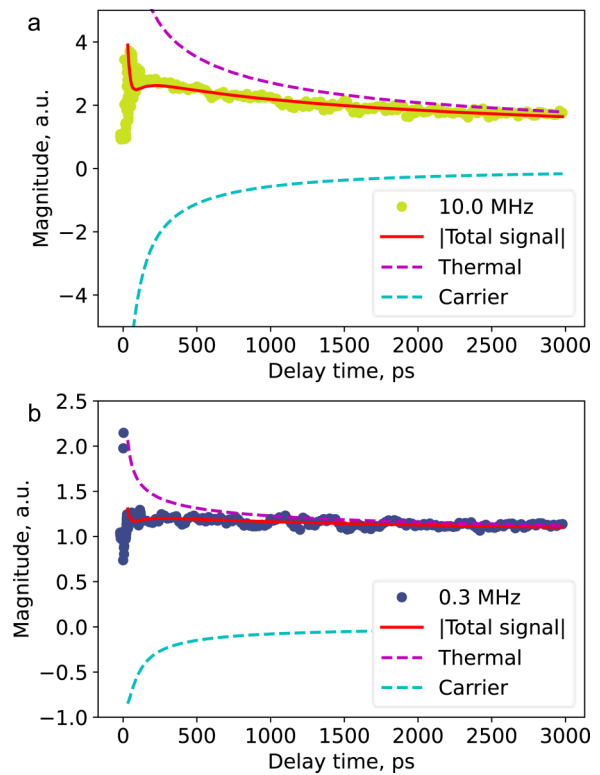 a
Magnitude, a.u.
4
2
0
−2
−4
10.0 MHz
|Total signal|
Thermal
Carrier
0 500 1000 1500 2000 2500 3000
Delay time, ps
b
Magnitude, a.u.
2.5
2.0
1.5
1.0
0.5
0.0
−0.5
−1.0
0.3 MHz
|Total signal|
Thermal
Carrier
0 500 1000 1500 2000 2500 3000
Delay time, ps